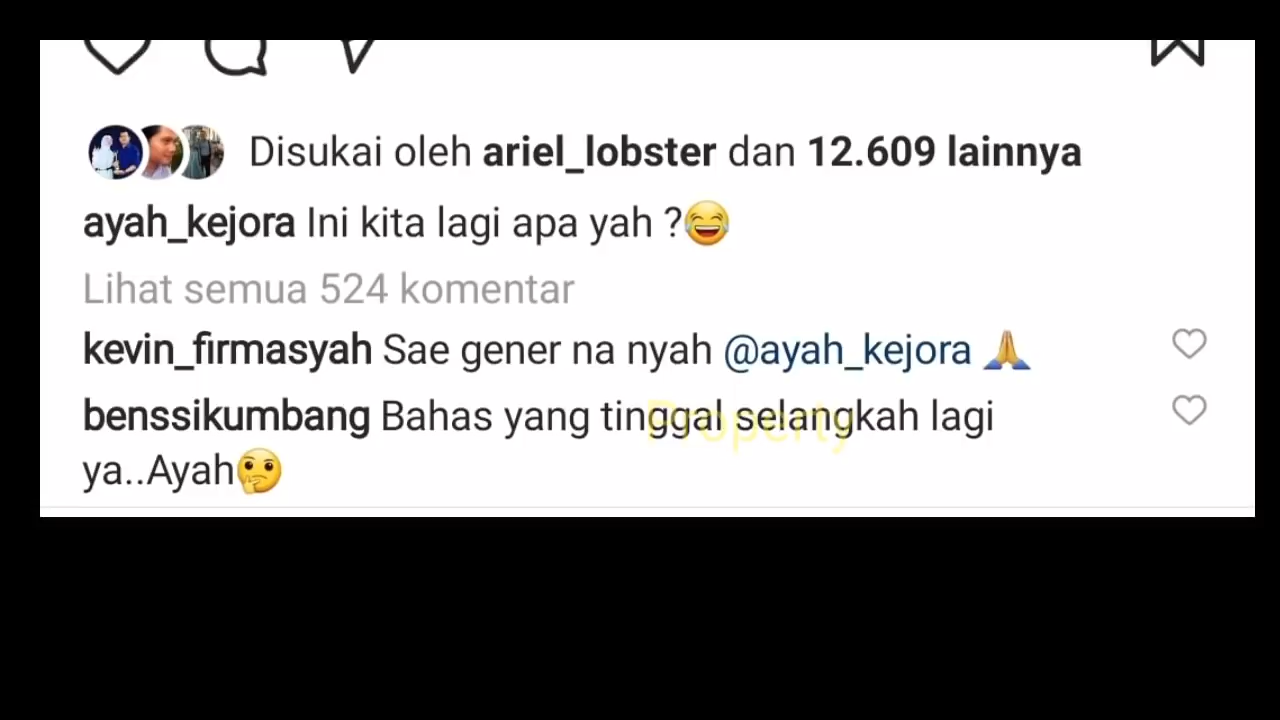 Disukai oleh ariel_lobster dan 12.609 lainnya
ayah_kejora Ini kita lagi apa yah ?😂
Lihat semua 524 komentar
kevin_firmasyah Sae gener na nyah @ayah_kejora 🙏
benssikumbang Bahas yang tinggal selangkah lagi
ya..Ayah🤔
Property